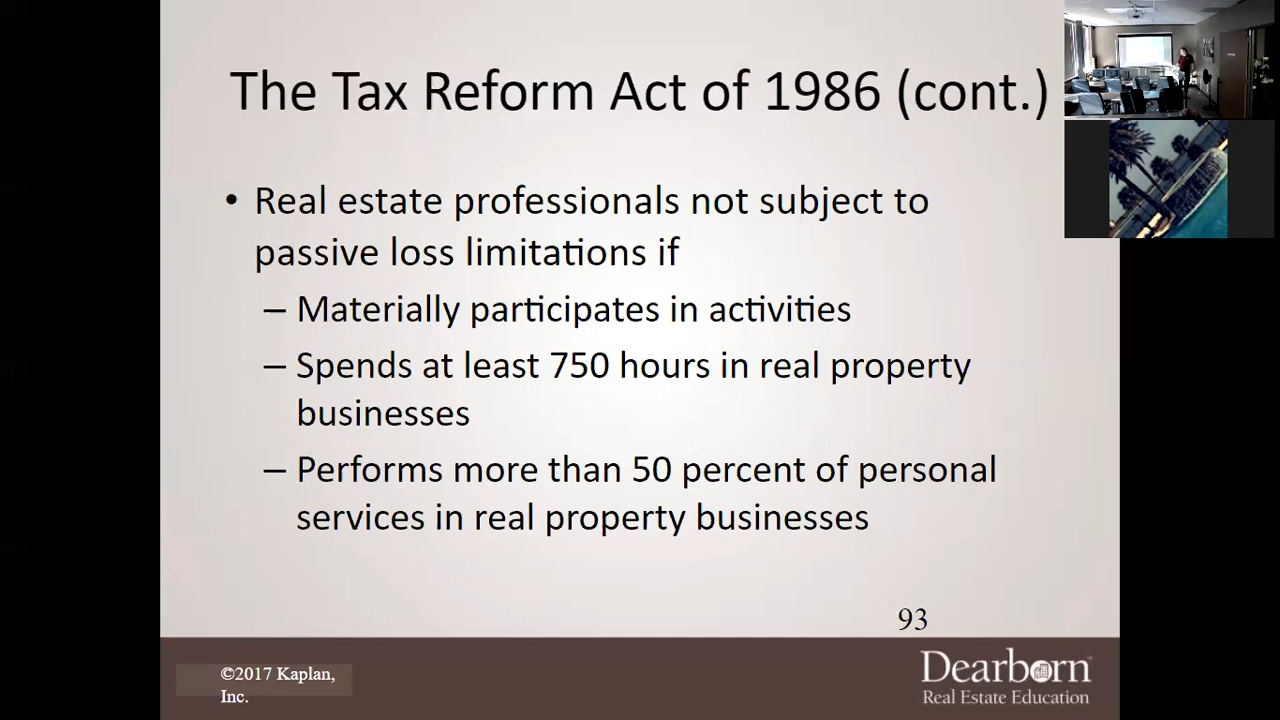 The Tax Reform Act of 1986 (cont.)
• Real estate professionals not subject to
passive loss limitations if
– Materially participates in activities
– Spends at least 750 hours in real property
businesses
– Performs more than 50 percent of personal
services in real property businesses
93
©2017 Kaplan,
Inc.
Dearborn
Real Estate Education